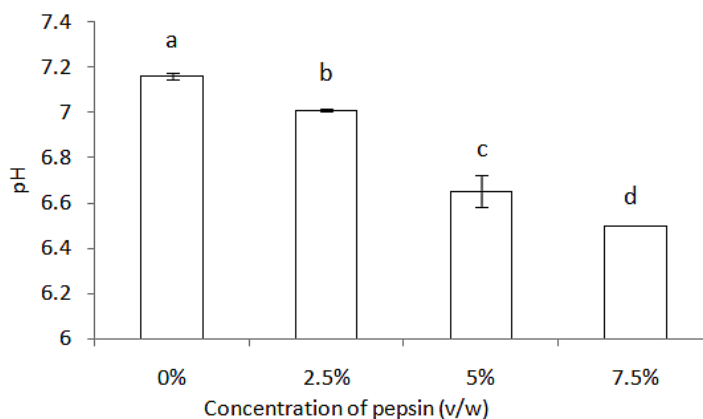 7.4
7.2
7
6.8
6.6
6.4
6.2
6
pH
a
b
c
d
0% 2.5% 5% 7.5%
Concentration of pepsin (v/w)